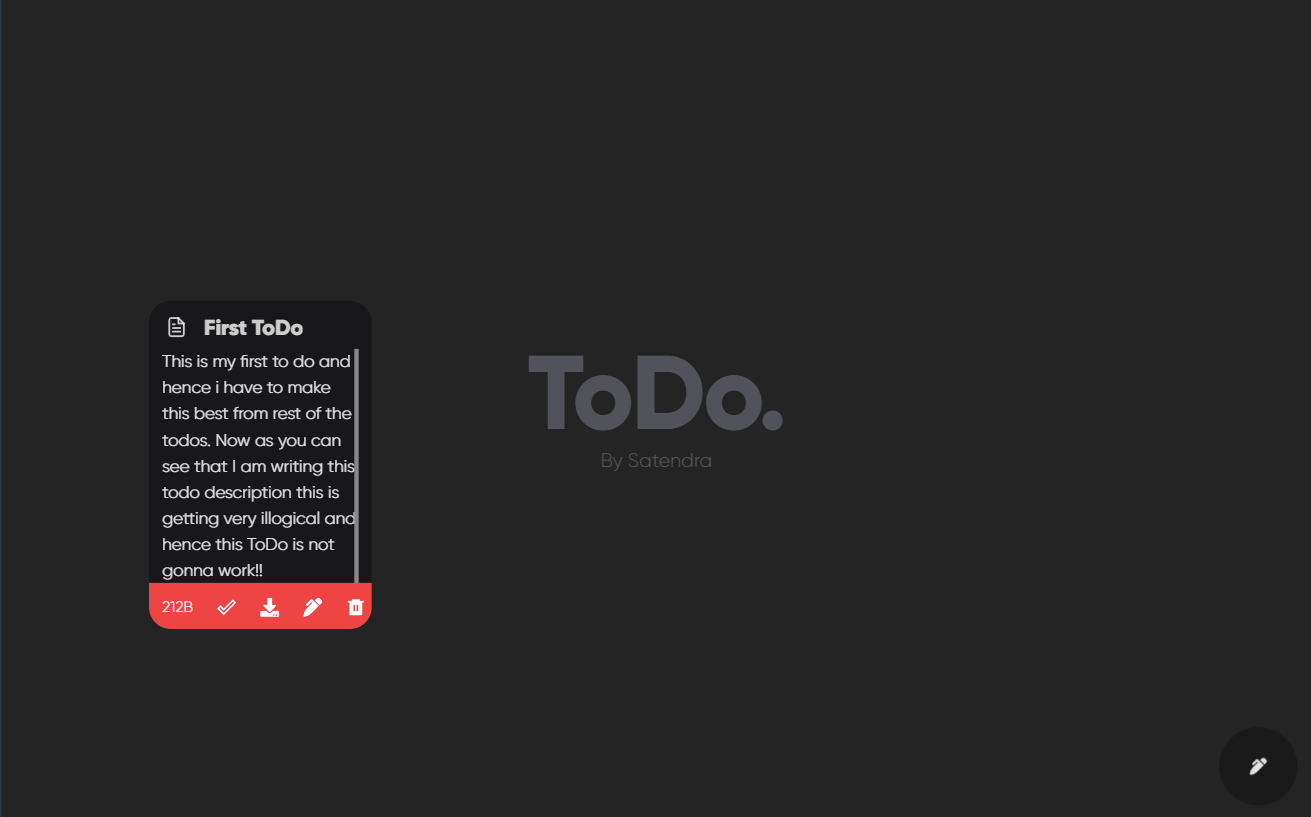 First ToDo
This is my first to do and
hence i have to make
this best from rest of the
todos. Now as you can
see that I am writing this
todo description this is
getting very illogical and
hence this ToDo is not
gonna work!!
212B
ToDo.
By Satendra